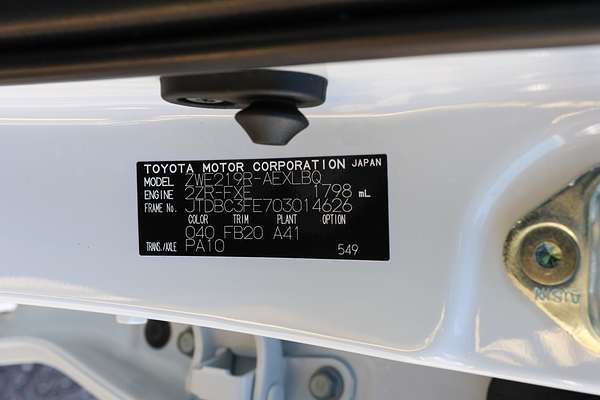 TOYOTA MOTOR CORPORATION JAPAN
MODEL ZWE219R-AEXLBQ
ENGINE 2ZR-FXE 1798 mL
FRAME No. JTDBC3FE703014626
COLOR TRIM PLANT OPTION
040 FB20 A41
TRANS./AXLE PA10 549